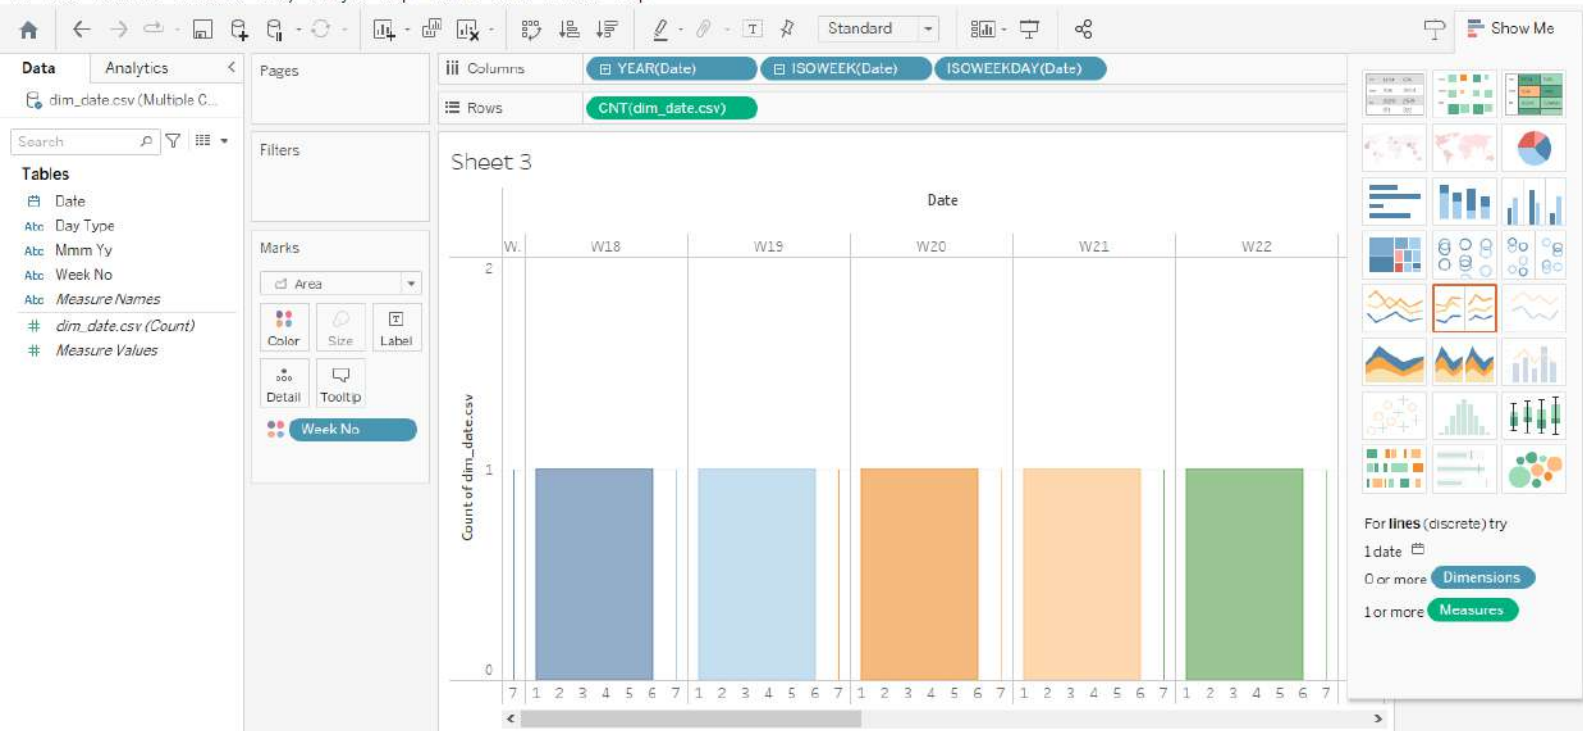 Standard
Show Me
Data
Analytics
dim_date.csv (Multiple C...
Search
Tables
Date
Abc Day Type
Abc Mmm Yy
Abc Week No
Abc Measure Names
# dim_date.csv (Count)
# Measure Values
Pages
Filters
Marks
Area
Color
Size
Label
Detail
Tooltip
Week No
iii Columns
YEAR(Date)
ISOWEEK(Date)
ISOWEEKDAY(Date)
Rows
CNT(dim_date.csv)
Sheet 3
Date
W. W18 W19 W20 W21 W22
2
1
0
Count of dim_date.csv
7 1 2 3 4 5 6 7 1 2 3 4 5 6 7 1 2 3 4 5 6 7 1 2 3 4 5 6 7 1 2 3 4 5 6 7
For lines (discrete) try
1 date
0 or more Dimensions
1 or more Measures